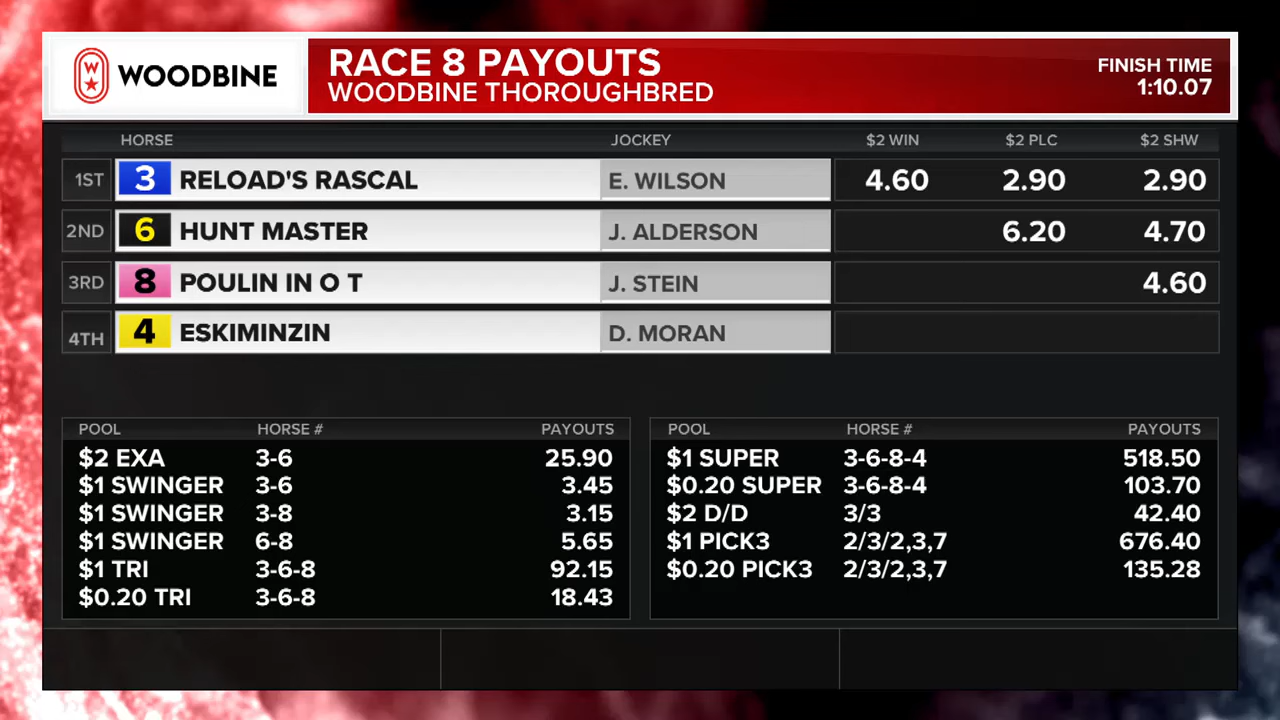 WOODBINE
RACE 8 PAYOUTS
WOODBINE THOROUGHBRED
FINISH TIME
1:10.07
HORSE JOCKEY $2 WIN $2 PLC $2 SHW
1ST 3 RELOAD'S RASCAL E. WILSON 4.60 2.90 2.90
2ND 6 HUNT MASTER J. ALDERSON 6.20 4.70
3RD 8 POULIN IN O T J. STEIN 4.60
4TH 4 ESKIMINZIN D. MORAN
POOL HORSE # PAYOUTS
$2 EXA 3-6 25.90
$1 SWINGER 3-6 3.45
$1 SWINGER 3-8 3.15
$1 SWINGER 6-8 5.65
$1 TRI 3-6-8 92.15
$0.20 TRI 3-6-8 18.43
POOL HORSE # PAYOUTS
$1 SUPER 3-6-8-4 518.50
$0.20 SUPER 3-6-8-4 103.70
$2 D/D 3/3 42.40
$1 PICK3 2/3/2,3,7 676.40
$0.20 PICK3 2/3/2,3,7 135.28